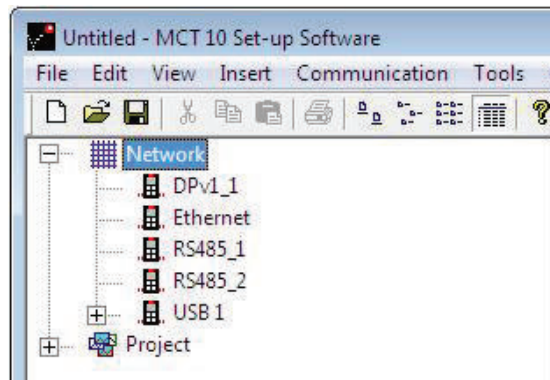 Untitled - MCT 10 Set-up Software
File Edit View Insert Communication Tools
Network
DPv1_1
Ethernet
RS485_1
RS485_2
USB 1
Project